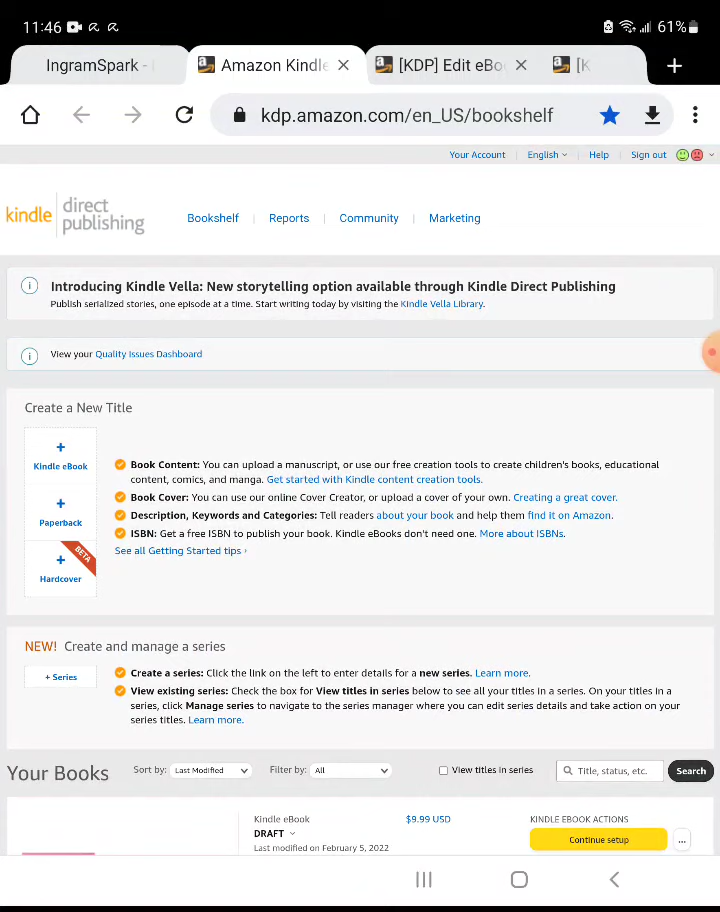 11:46
61%
IngramSpark -
Amazon Kindle
[KDP] Edit eBo
[K
kdp.amazon.com/en_US/bookshelf
Your Account
English
Help
Sign out
kindle direct
publishing
Bookshelf
Reports
Community
Marketing
Introducing Kindle Vella: New storytelling option available through Kindle Direct Publishing
Publish serialized stories, one episode at a time. Start writing today by visiting the Kindle Vella Library.
View your Quality Issues Dashboard
Create a New Title
+
Kindle eBook
+
Paperback
BETA
+
Hardcover
Book Content: You can upload a manuscript, or use our free creation tools to create children's books, educational
content, comics, and manga. Get started with Kindle content creation tools.
Book Cover: You can use our online Cover Creator, or upload a cover of your own. Creating a great cover.
Description, Keywords and Categories: Tell readers about your book and help them find it on Amazon.
ISBN: Get a free ISBN to publish your book. Kindle eBooks don't need one. More about ISBNs.
See all Getting Started tips ›
NEW! Create and manage a series
+ Series
Create a series: Click the link on the left to enter details for a new series. Learn more.
View existing series: Check the box for View titles in series below to see all your titles in a series. On your titles in a
series, click Manage series to navigate to the series manager where you can edit series details and take action on your
series titles. Learn more.
Your Books
Sort by:
Last Modified
Filter by:
All
View titles in series
Title, status, etc.
Search
Kindle eBook
$9.99 USD
KINDLE EBOOK ACTIONS
DRAFT
Continue setup
...
Last modified on February 5, 2022